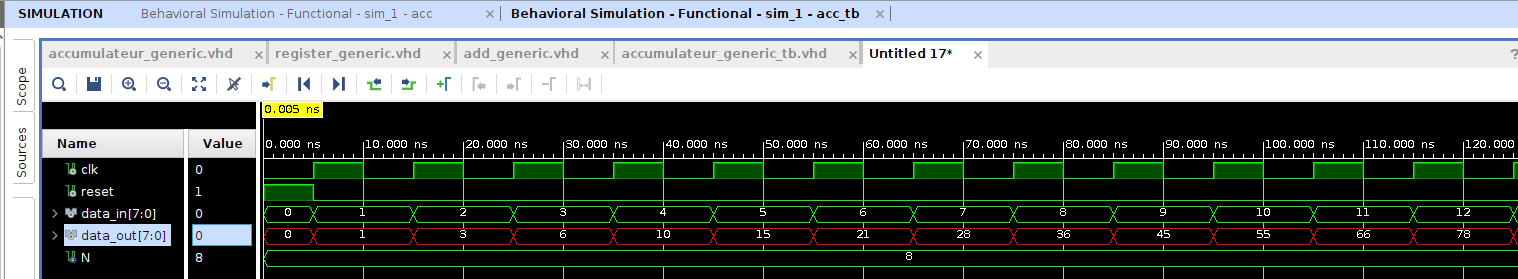 SIMULATION Behavioral Simulation - Functional - sim_1 - acc Behavioral Simulation - Functional - sim_1 - acc_tb
accumulateur_generic.vhd register_generic.vhd add_generic.vhd accumulateur_generic_tb.vhd Untitled 17* ?
Scope
Sources
0.005 ns
Name Value
0.000 ns 10.000 ns 20.000 ns 30.000 ns 40.000 ns 50.000 ns 60.000 ns 70.000 ns 80.000 ns 90.000 ns 100.000 ns 110.000 ns 120.000
clk 0
reset 1
data_in[7:0] 0 0 1 2 3 4 5 6 7 8 9 10 11 12
data_out[7:0] 0 0 1 3 6 10 15 21 28 36 45 55 66 78
N 8 8